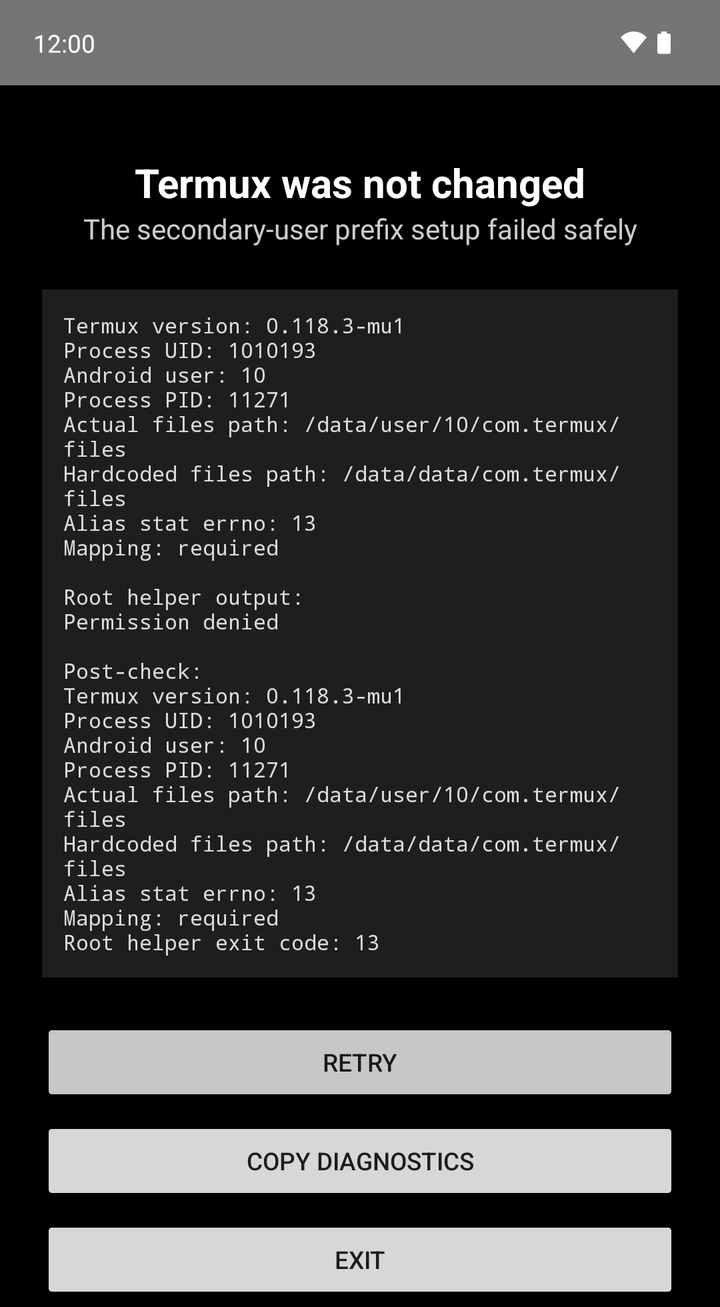 12:00
Termux was not changed
The secondary-user prefix setup failed safely
Termux version: 0.118.3-mu1
Process UID: 1010193
Android user: 10
Process PID: 11271
Actual files path: /data/user/10/com.termux/
files
Hardcoded files path: /data/data/com.termux/
files
Alias stat errno: 13
Mapping: required
Root helper output:
Permission denied
Post-check:
Termux version: 0.118.3-mu1
Process UID: 1010193
Android user: 10
Process PID: 11271
Actual files path: /data/user/10/com.termux/
files
Hardcoded files path: /data/data/com.termux/
files
Alias stat errno: 13
Mapping: required
Root helper exit code: 13
RETRY
COPY DIAGNOSTICS
EXIT